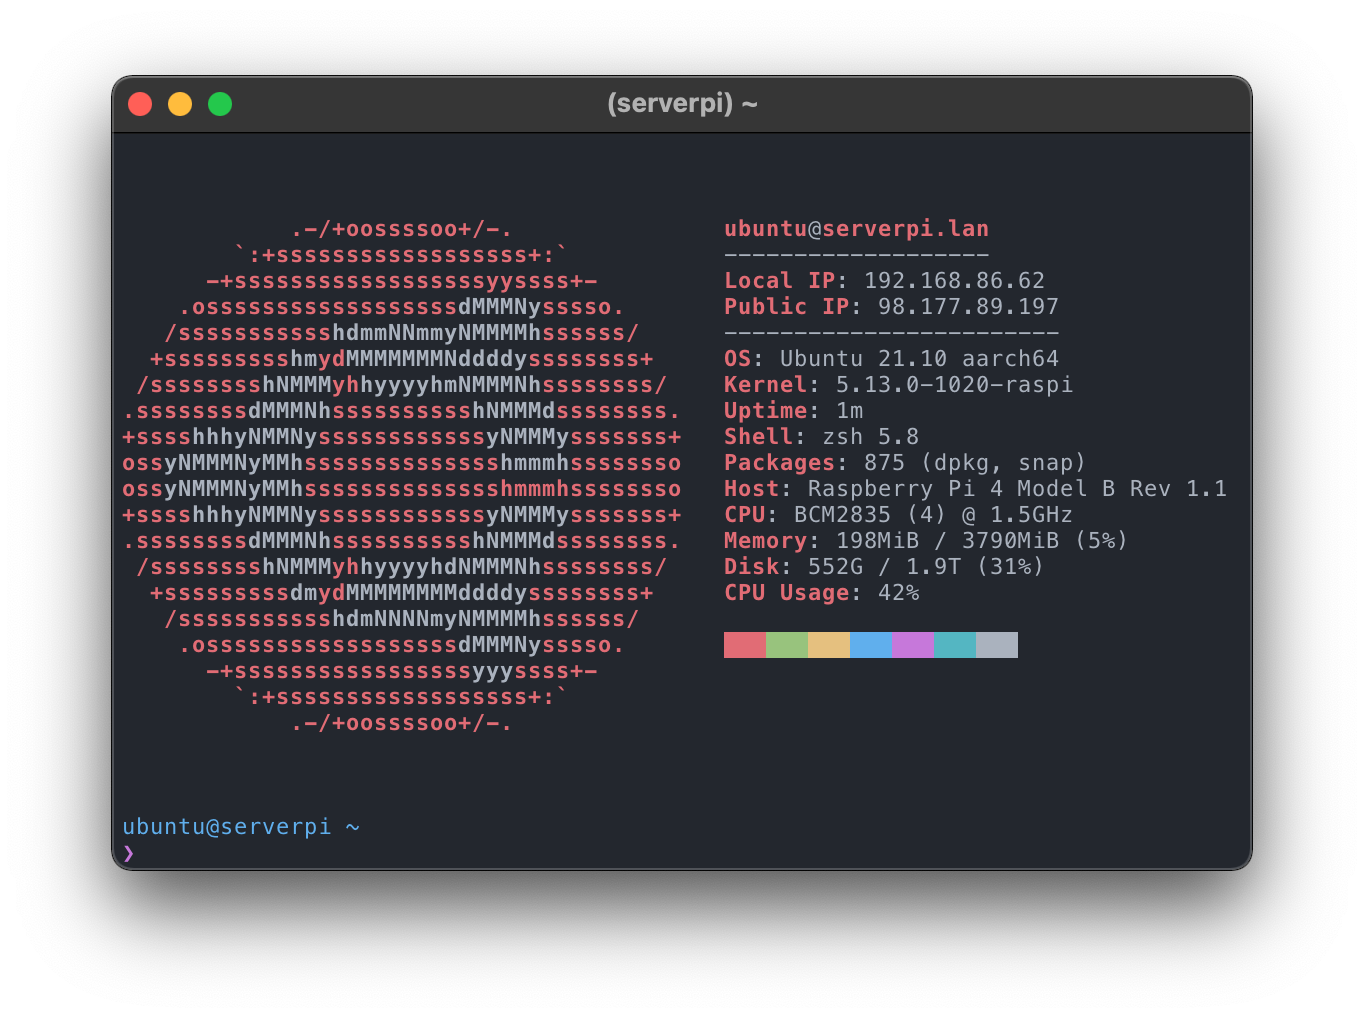 (serverpi) ~
.-/+oossssoo+/-.
`:+ssssssssssssssssss+:`
-+ssssssssssssssssssyyssss+-
.ossssssssssssssssssdMMMNysssso.
/ssssssssssshdmmNNmmyNMMMMhssssss/
+ssssssssshmydMMMMMMMNddddyssssssss+
/sssssssshNMMMyhhyyyyhmNMMMNhssssssss/
.ssssssssdMMMNhsssssssssshNMMMdssssssss.
+sssshhhyNMMNyssssssssssssyNMMMysssssss+
ossyNMMMNyMMhsssssssssssssshmmmhssssssso
ossyNMMMNyMMhsssssssssssssshmmmhssssssso
+sssshhhyNMMNyssssssssssssyNMMMysssssss+
.ssssssssdMMMNhsssssssssshNMMMdssssssss.
/sssssssshNMMMyhhyyyyhdNMMMNhssssssss/
+sssssssssdmydMMMMMMMMddddyssssssss+
/ssssssssssshdmNNNNmyNMMMMhssssss/
.ossssssssssssssssssdMMMNysssso.
-+sssssssssssssssssyyyssss+-
`:+ssssssssssssssssss+:`
.-/+oossssoo+/-.
ubuntu@serverpi.lan
-------------------
Local IP: 192.168.86.62
Public IP: 98.177.89.197
------------------------
OS: Ubuntu 21.10 aarch64
Kernel: 5.13.0-1020-raspi
Uptime: 1m
Shell: zsh 5.8
Packages: 875 (dpkg, snap)
Host: Raspberry Pi 4 Model B Rev 1.1
CPU: BCM2835 (4) @ 1.5GHz
Memory: 198MiB / 3790MiB (5%)
Disk: 552G / 1.9T (31%)
CPU Usage: 42%
ubuntu@serverpi ~
❯